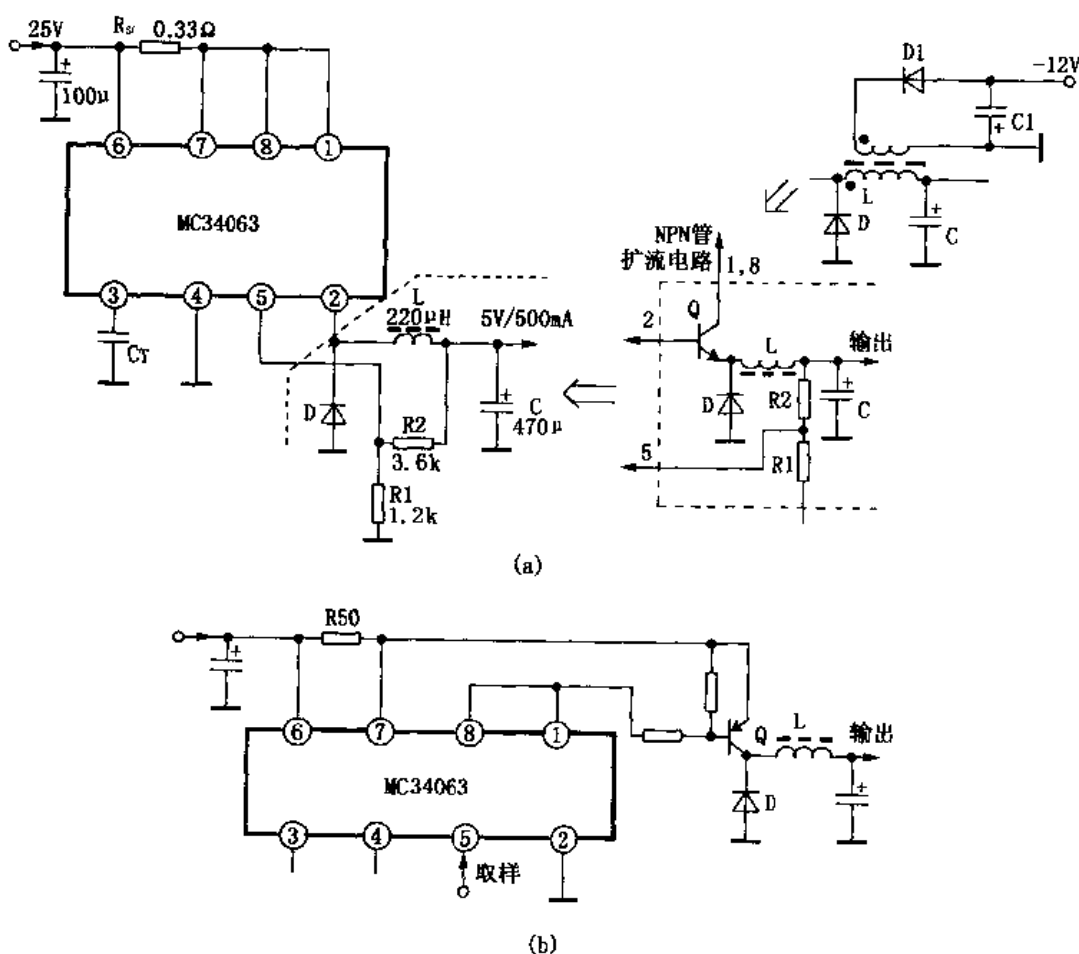 25V
Rs 0.33Ω
100μ
⑥ ⑦ ⑧ ①
MC34063
③ ④ ⑤ ②
CT
L
220μH
5V/500mA
D
R2
3.6k
C
470μ
R1
1.2k
D1
-12V
C1
L
D
C
NPN管
扩流电路
1,8
2
Q
L
输出
D
R2
C
5
R1
(a)
R50
⑥ ⑦ ⑧ ①
MC34063
③ ④ ⑤ ②
取样
Q
L
输出
D
(b)